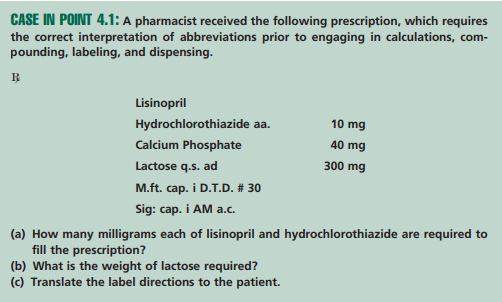 CASE IN POINT 4.1: A pharmacist received the following prescription, which requires
the correct interpretation of abbreviations prior to engaging in calculations, com-
pounding, labeling, and dispensing.
℞
Lisinopril
Hydrochlorothiazide aa. 10 mg
Calcium Phosphate 40 mg
Lactose q.s. ad 300 mg
M.ft. cap. i D.T.D. # 30
Sig: cap. i AM a.c.
(a) How many milligrams each of lisinopril and hydrochlorothiazide are required to
fill the prescription?
(b) What is the weight of lactose required?
(c) Translate the label directions to the patient.